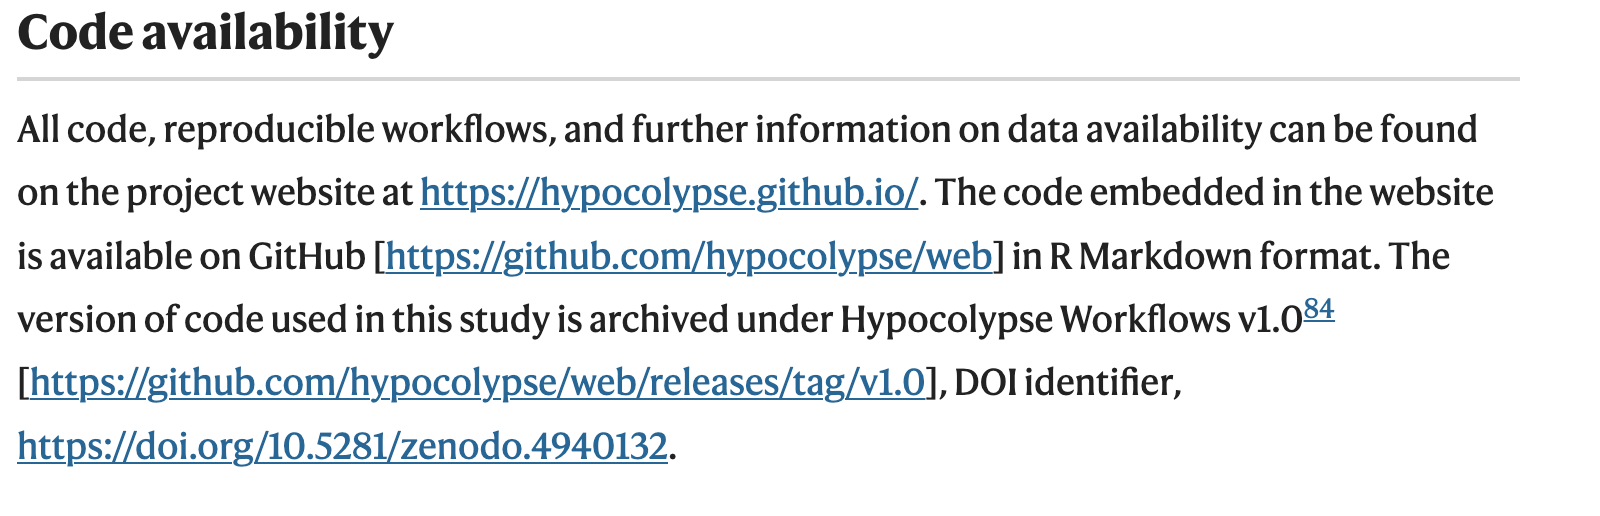 Code availability
All code, reproducible workflows, and further information on data availability can be found
on the project website at https://hypocolypse.github.io/. The code embedded in the website
is available on GitHub [https://github.com/hypocolypse/web] in R Markdown format. The
version of code used in this study is archived under Hypocolypse Workflows v1.084
[https://github.com/hypocolypse/web/releases/tag/v1.0], DOI identifier,
https://doi.org/10.5281/zenodo.4940132.